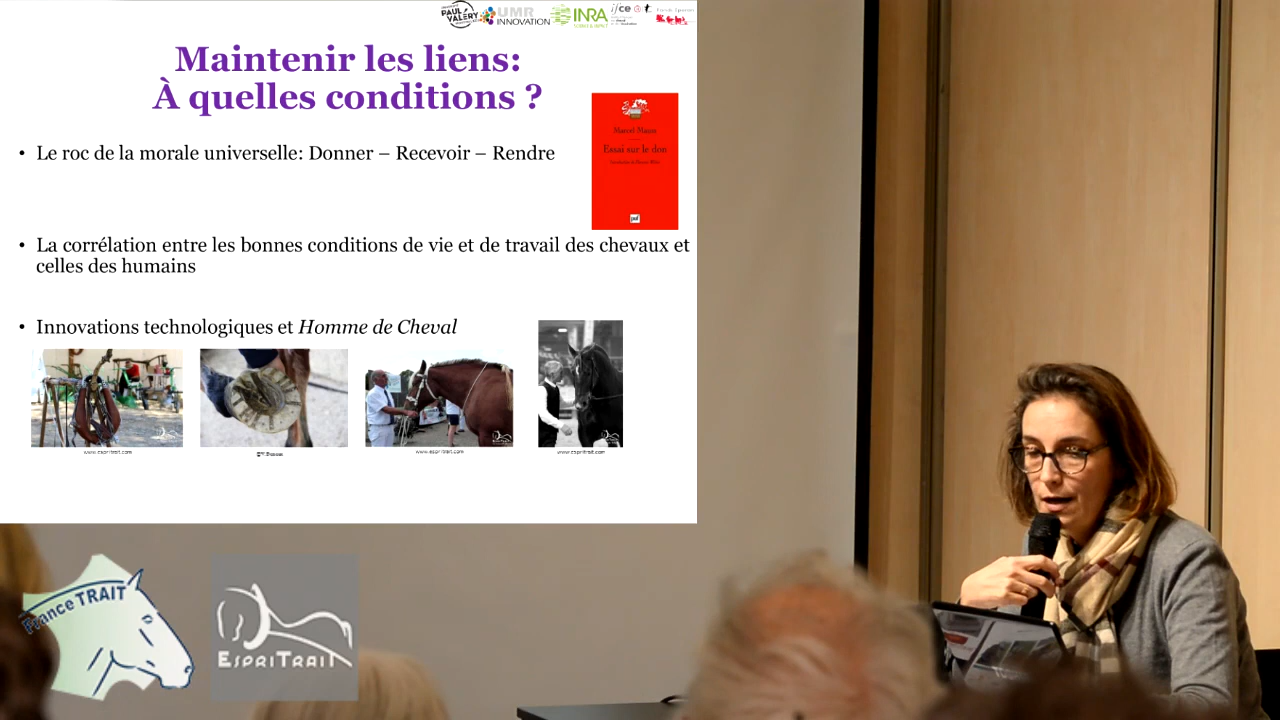 PAUL VALÉRY
UMR
INNOVATION
INRA
ifce
Maintenir les liens:
À quelles conditions ?
• Le roc de la morale universelle: Donner – Recevoir – Rendre
Marcel Mauss
Essai sur le don
puf
• La corrélation entre les bonnes conditions de vie et de travail des chevaux et
celles des humains
• Innovations technologiques et Homme de Cheval
www.espritrait.com
www.espritrait.com
www.espritrait.com
France TRAIT
ESPRITRAIT